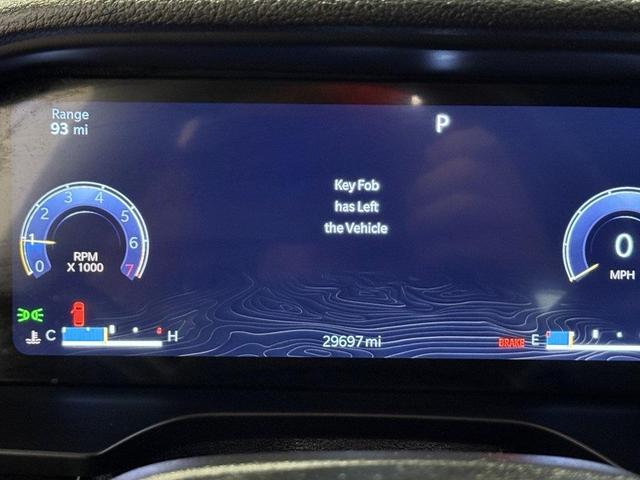 Range
93 mi
P
Key Fob
has Left
the Vehicle
0
1
2
3
4
5
6
7
RPM
X 1000
0
MPH
C
H
29697 mi
BRAKE
E